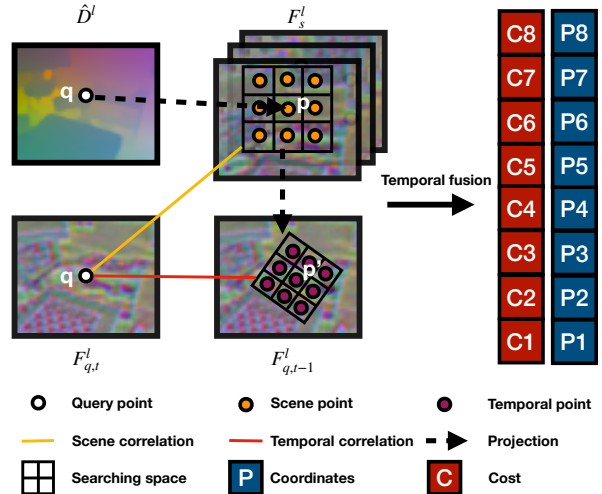 D̂^l F_s^l
q
p
C8 P8
C7 P7
C6 P6
C5 P5
C4 P4
C3 P3
C2 P2
C1 P1
Temporal fusion
q
p'
F_{q,t}^l F_{q,t-1}^l
Query point Scene point Temporal point
Scene correlation Temporal correlation Projection
Searching space P Coordinates C Cost